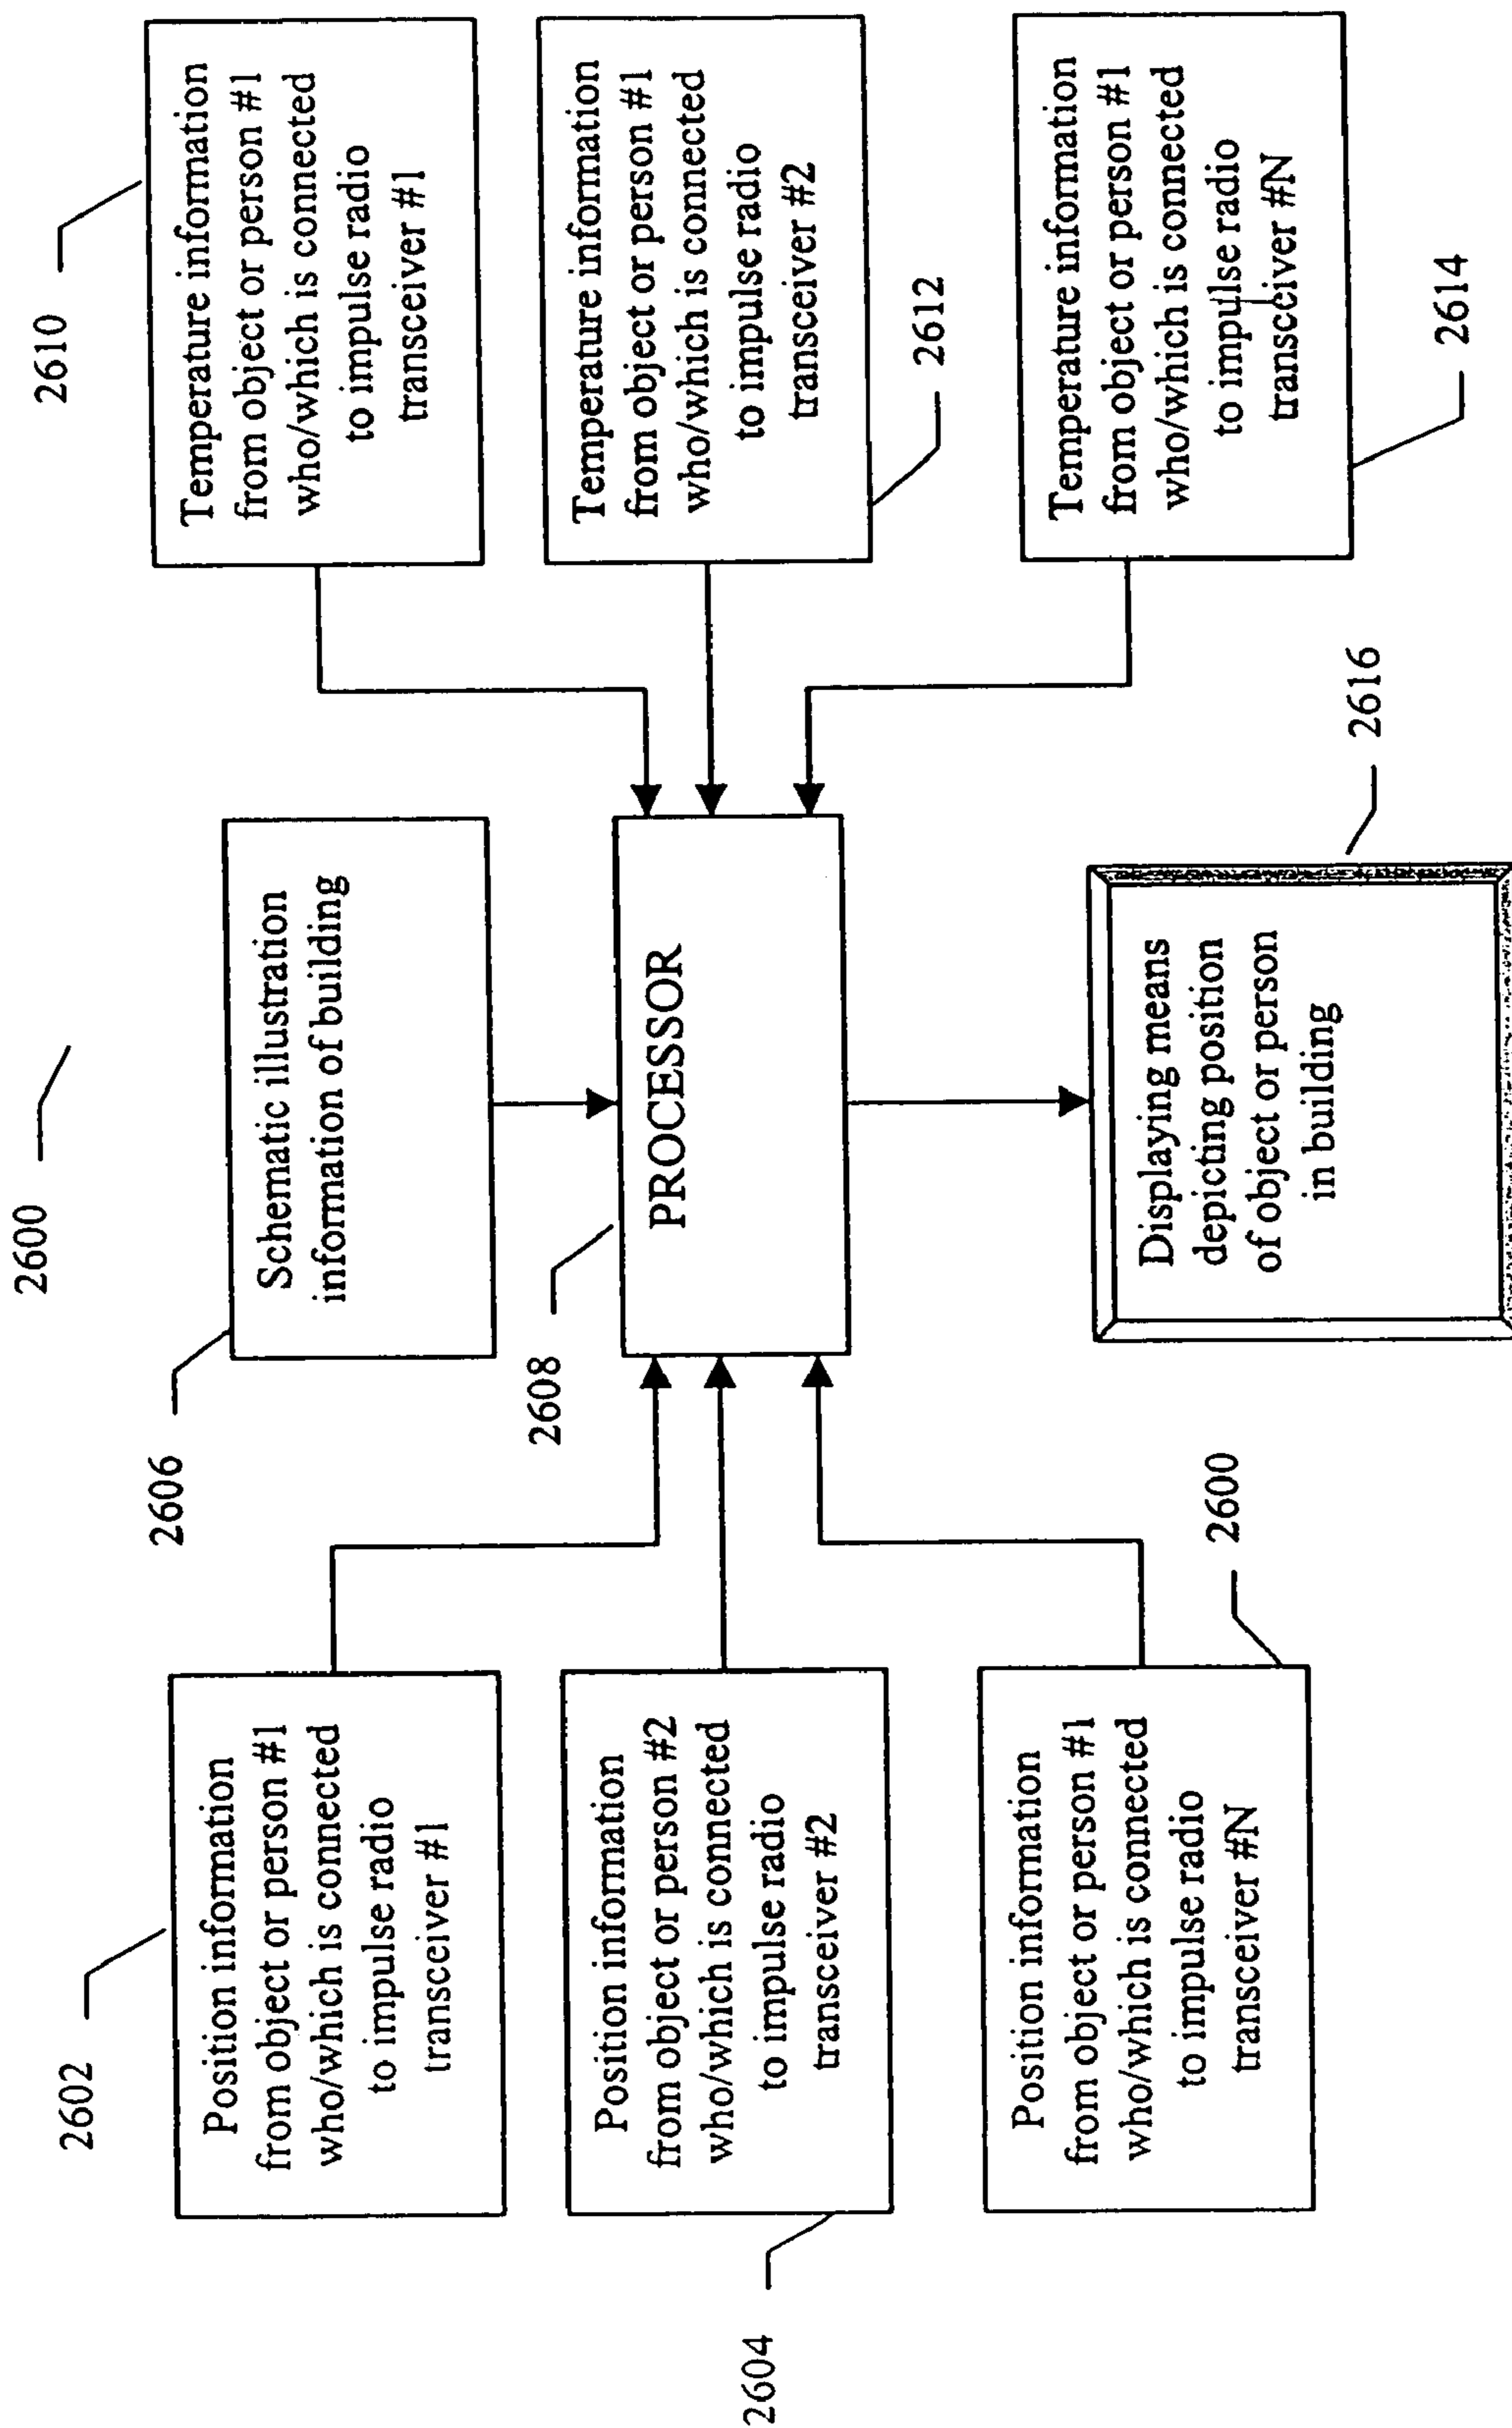 2600
2602
Position information
from object or person #1
who/which is connected
to impulse radio
transceiver #1
2604
Position information
from object or person #2
who/which is connected
to impulse radio
transceiver #2
2600
Position information
from object or person #1
who/which is connected
to impulse radio
transceiver #N
2606
Schematic illustration
information of building
2608
PROCESSOR
Displaying means
depicting position
of object or person
in building
2616
2610
Temperature information
from object or person #1
who/which is connected
to impulse radio
transceiver #1
Temperature information
from object or person #1
who/which is connected
to impulse radio
transceiver #2
2612
Temperature information
from object or person #1
who/which is connected
to impulse radio
transceiver #N
2614